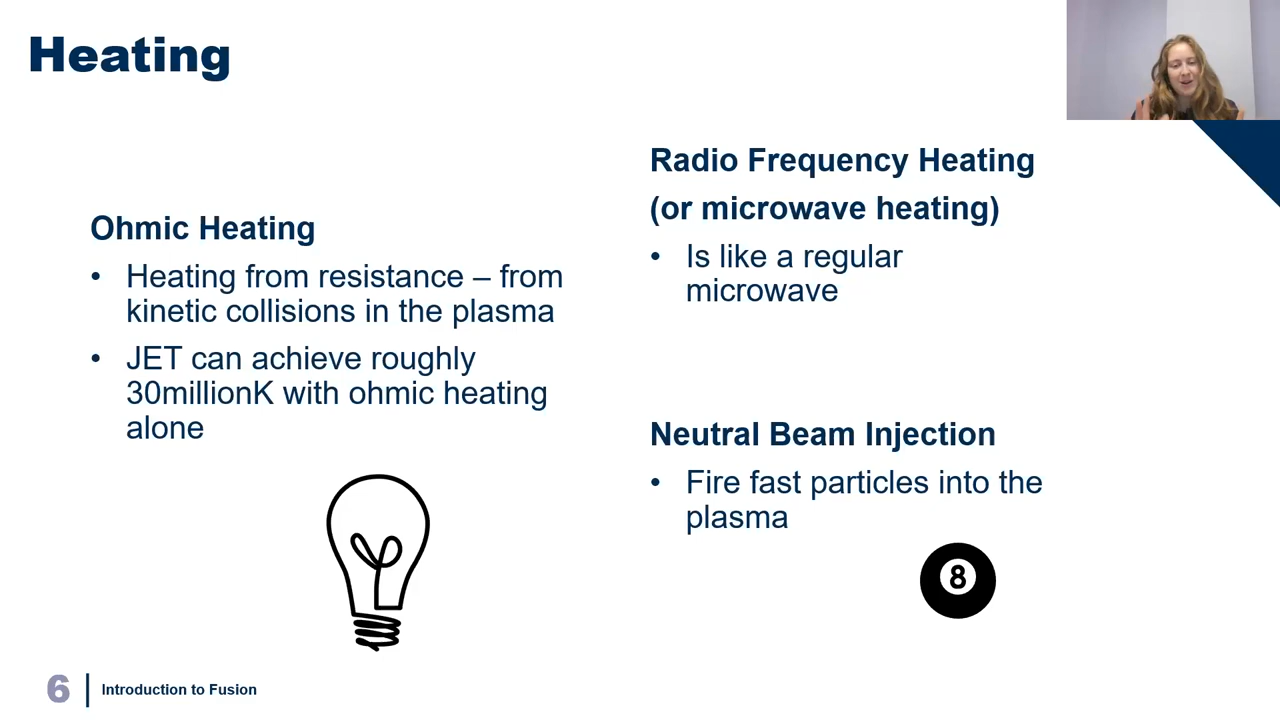 Heating
Ohmic Heating
• Heating from resistance – from
kinetic collisions in the plasma
• JET can achieve roughly
30millionK with ohmic heating
alone
Radio Frequency Heating
(or microwave heating)
• Is like a regular
microwave
Neutral Beam Injection
• Fire fast particles into the
plasma
8
6
Introduction to Fusion